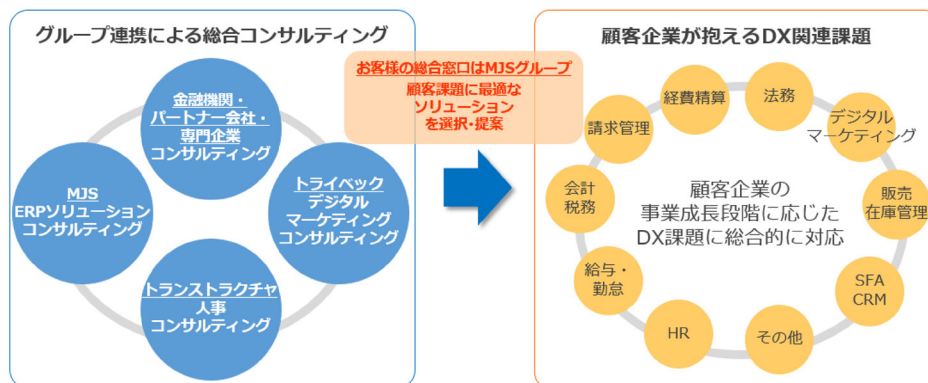 グループ連携による総合コンサルティング
金融機関・
パートナー会社・
専門企業
コンサルティング
MJS
ERPソリューション
コンサルティング
トライベック
デジタル
マーケティング
コンサルティング
トランストラクチャ
人事
コンサルティング
お客様の総合窓口はMJSグループ
顧客課題に最適な
ソリューション
を選択・提案
顧客企業が抱えるDX関連課題
経費精算
法務
請求管理
デジタル
マーケティング
会計
税務
販売
在庫管理
顧客企業の
事業成長段階に応じた
DX課題に総合的に対応
給与・
勤怠
SFA
CRM
HR
その他